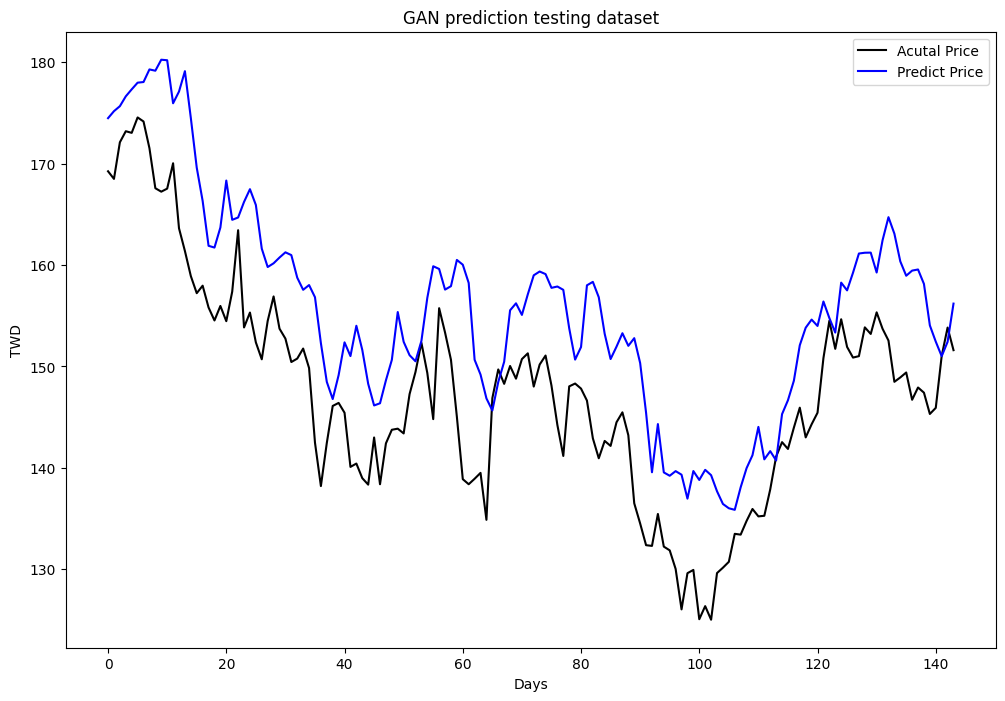 GAN prediction testing dataset
Acutal Price
Predict Price
TWD
180
170
160
150
140
130
0 20 40 60 80 100 120 140
Days